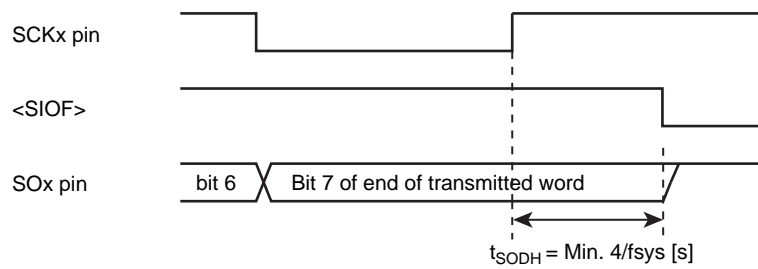 SCKx pin
<SIOF>
SOx pin
bit 6
Bit 7 of end of transmitted word
tSODH = Min. 4/fsys [s]